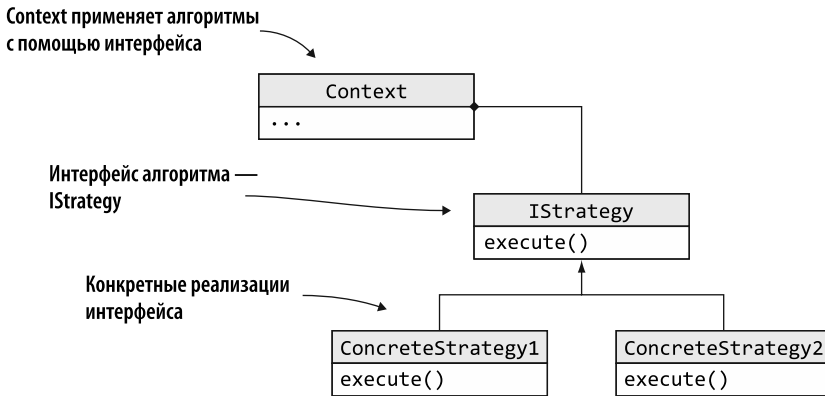 Context применяет алгоритмы
с помощью интерфейса
Context
...
Интерфейс алгоритма —
IStrategy
IStrategy
execute()
Конкретные реализации
интерфейса
ConcreteStrategy1
execute()
ConcreteStrategy2
execute()